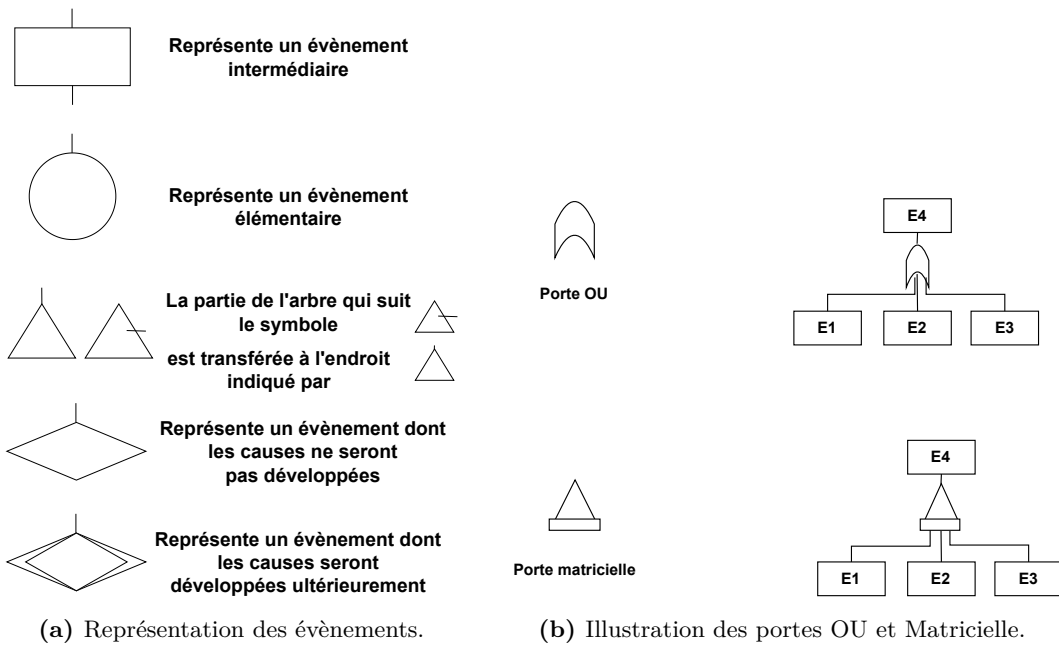 Représente un évènement
intermédiaire
Représente un évènement
élémentaire
La partie de l'arbre qui suit
le symbole
est transférée à l'endroit
indiqué par
Représente un évènement dont
les causes ne seront
pas développées
Représente un évènement dont
les causes seront
développées ultérieurement
(a) Représentation des évènements.
Porte OU
E4
E1 E2 E3
Porte matricielle
E4
E1 E2 E3
(b) Illustration des portes OU et Matricielle.